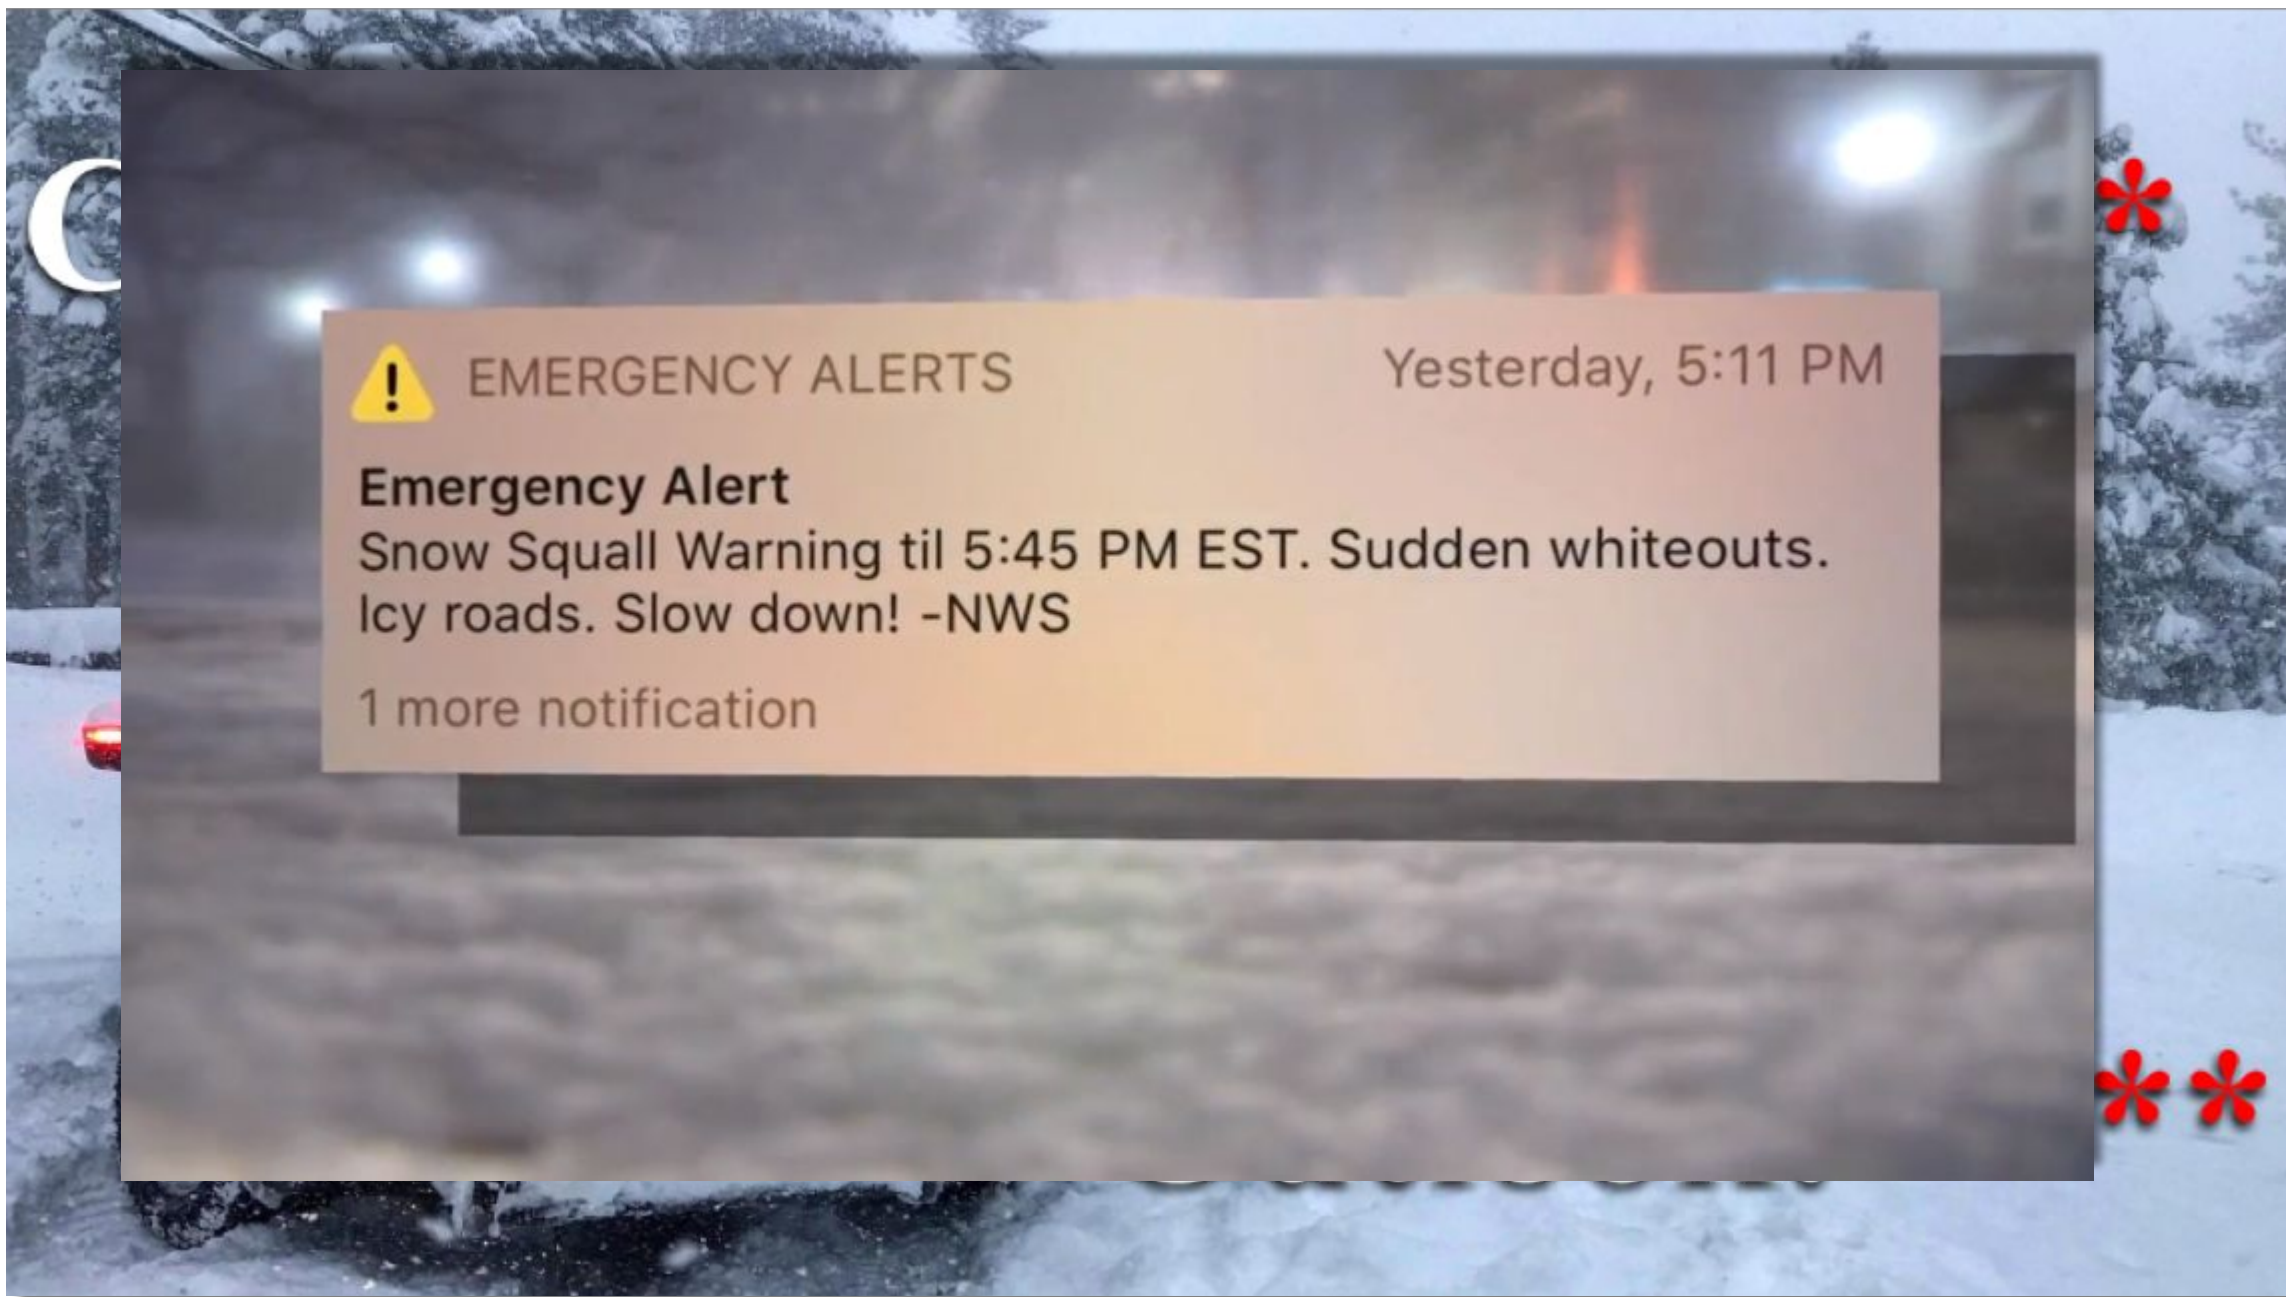 EMERGENCY ALERTS Yesterday, 5:11 PM
Emergency Alert
Snow Squall Warning til 5:45 PM EST. Sudden whiteouts.
Icy roads. Slow down! -NWS
1 more notification
*
**